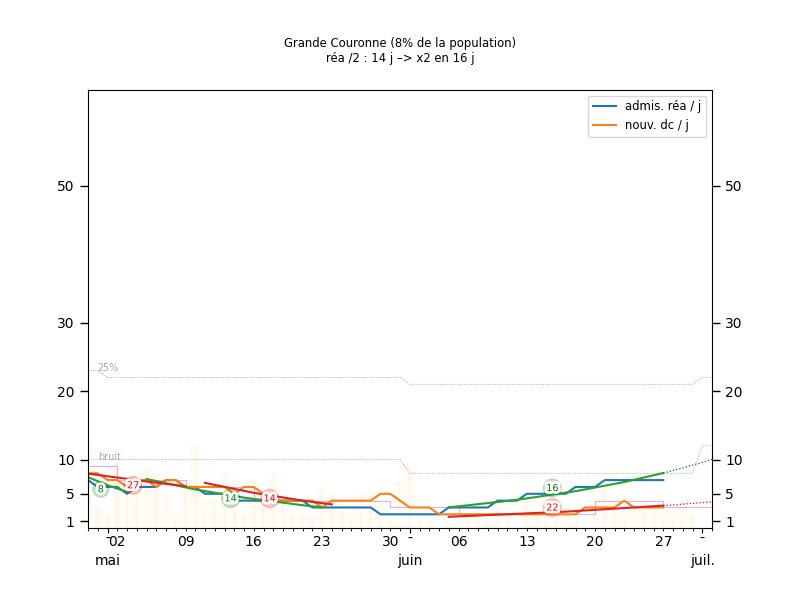 Grande Couronne (8% de la population)
réa /2 : 14 j –> x2 en 16 j
admis. réa / j
nouv. dc / j
50 50
30 30
25%
20 20
bruit
10 10
8 27 14 14 16
5 5
22
1 1
- 02 09 16 23 30 - 06 13 20 27 -
mai juin juil.